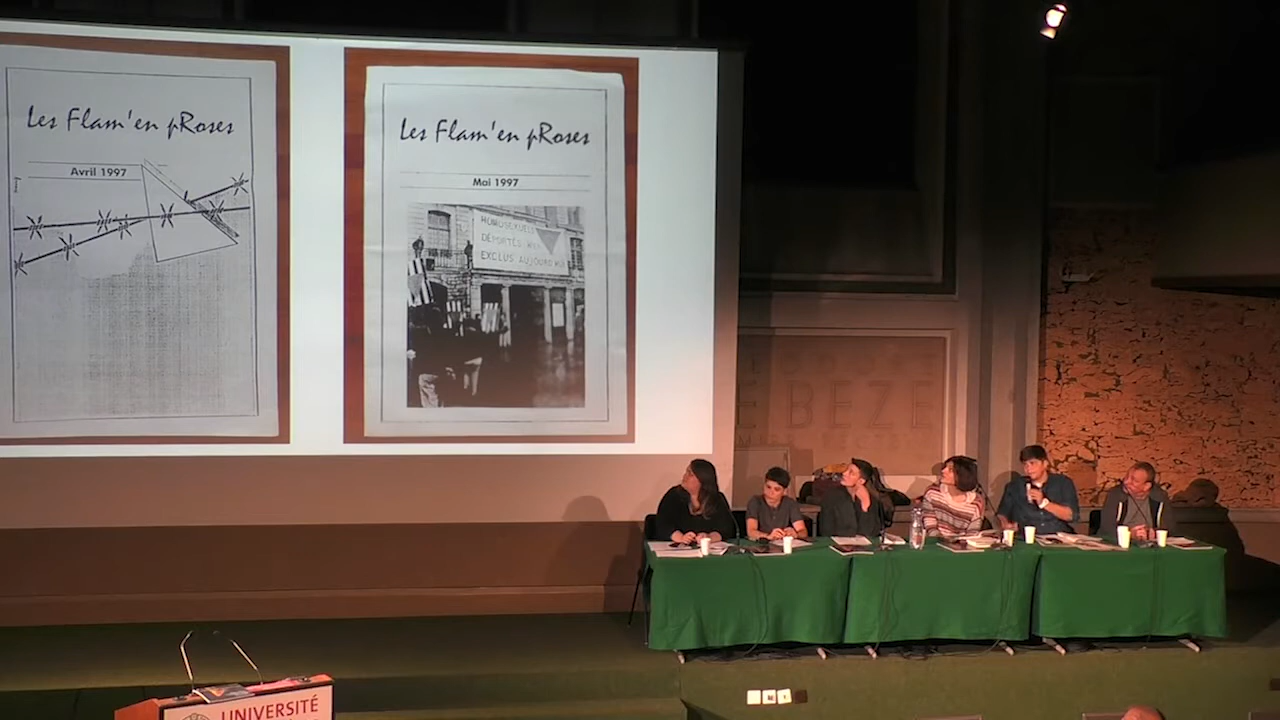 Les Flam'en pRoses
Avril 1997
Les Flam'en pRoses
Mai 1997
HOMOSEXUELS
DÉPORTÉS HIER
EXCLUS AUJOURD'HUI
E BEZE
UNIVERSITÉ